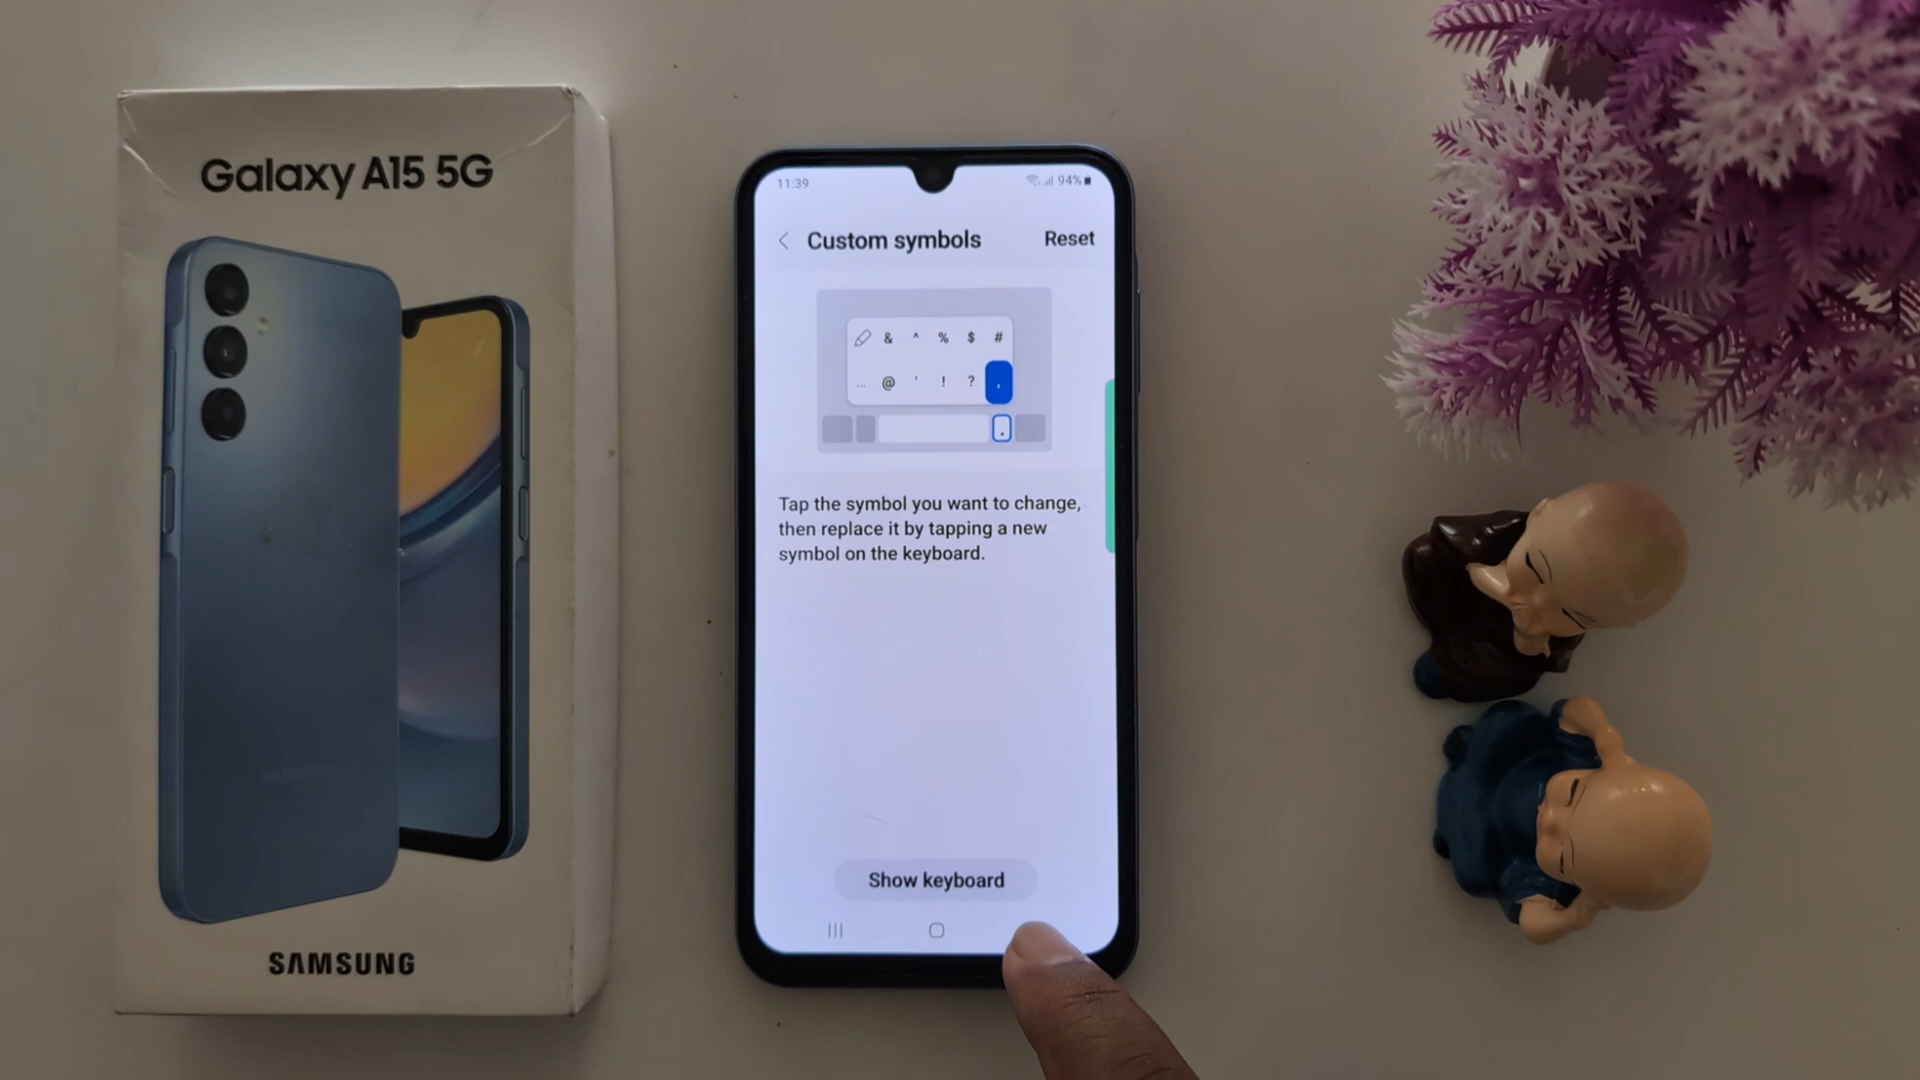 Galaxy A15 5G
SAMSUNG
11:39
94%
Custom symbols
Reset
& ^ % $ #
... @ ' ! ? ,
.
Tap the symbol you want to change,
then replace it by tapping a new
symbol on the keyboard.
Show keyboard